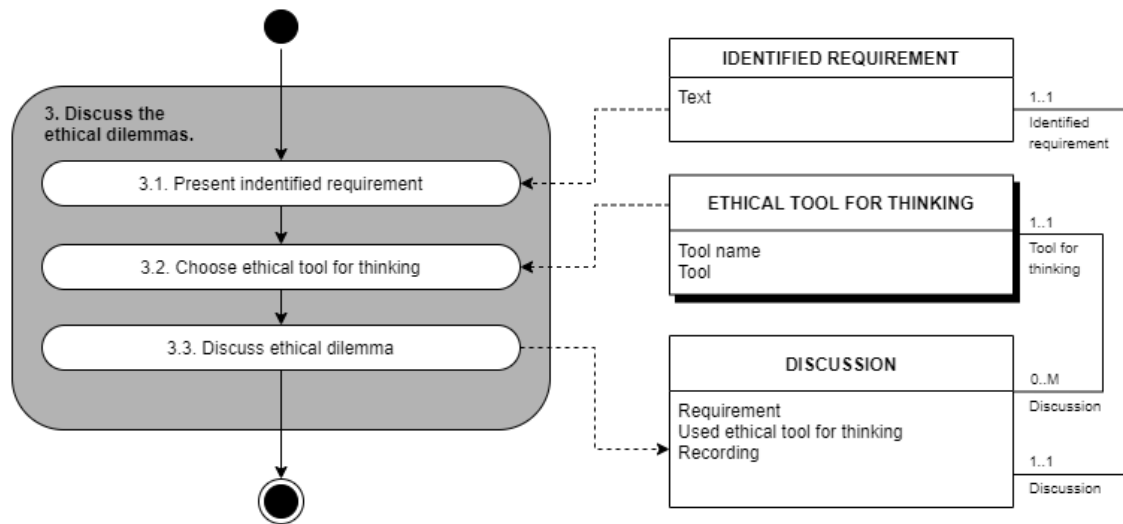 3. Discuss the
ethical dilemmas.
3.1. Present indentified requirement
3.2. Choose ethical tool for thinking
3.3. Discuss ethical dilemma
IDENTIFIED REQUIREMENT
Text
1..1
Identified
requirement
ETHICAL TOOL FOR THINKING
Tool name
Tool
1..1
Tool for
thinking
DISCUSSION
Requirement
Used ethical tool for thinking
Recording
0..M
Discussion
1..1
Discussion